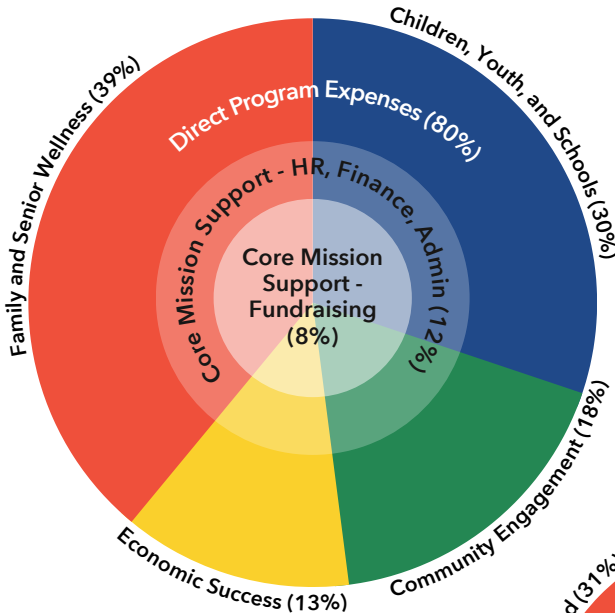 Children, Youth, and Schools (30%)
Family and Senior Wellness (39%)
Direct Program Expenses (80%)
Core Mission Support - HR, Finance, Admin (12%)
Core Mission
Support -
Fundraising
(8%)
Community Engagement (18%)
Economic Success (13%)
(31%)